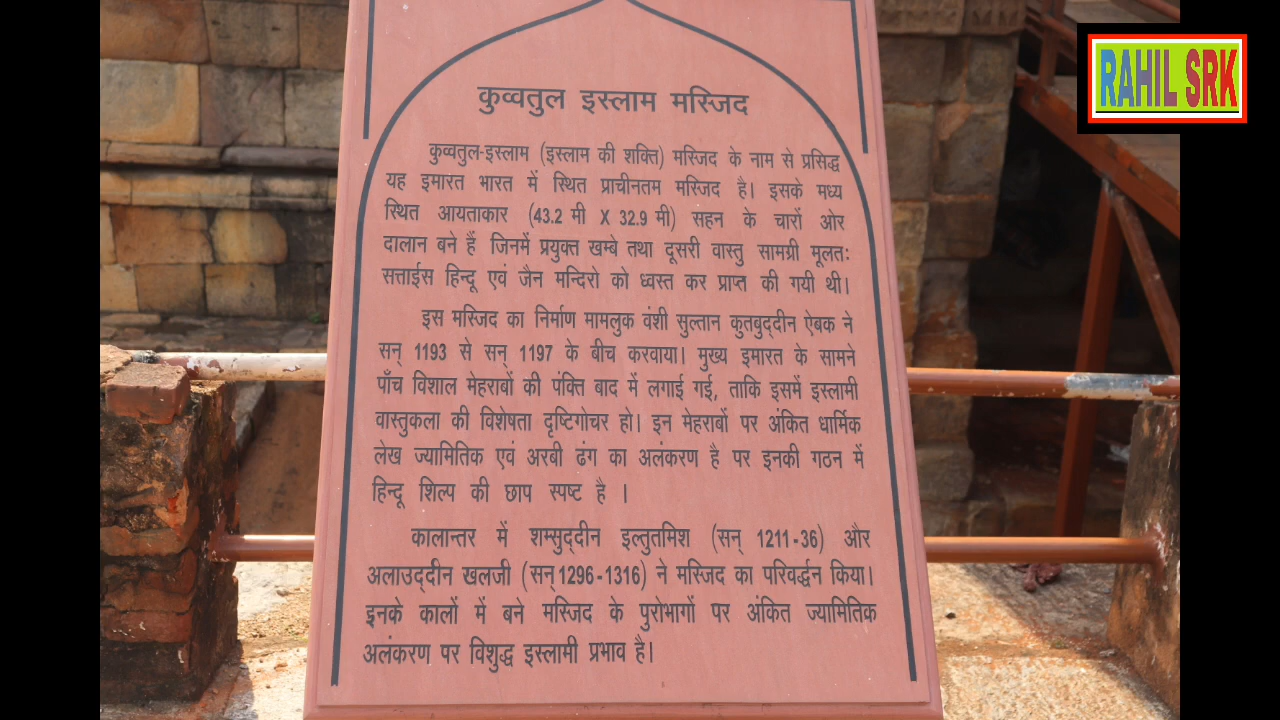 RAHIL SRK
कुव्वतुल इस्लाम मस्जिद
कुव्वतुल-इस्लाम (इस्लाम की शक्ति) मस्जिद के नाम से प्रसिद्ध
यह इमारत भारत में स्थित प्राचीनतम मस्जिद है। इसके मध्य
स्थित आयताकार (43.2 मी X 32.9 मी) सहन के चारों ओर
दालान बने हैं जिनमें प्रयुक्त खम्बे तथा दूसरी वास्तु सामग्री मूलतः
सत्ताईस हिन्दू एवं जैन मन्दिरो को ध्वस्त कर प्राप्त की गयी थी।
इस मस्जिद का निर्माण मामलुक वंशी सुल्तान कुतबुद्दीन ऐबक ने
सन् 1193 से सन् 1197 के बीच करवाया। मुख्य इमारत के सामने
पाँच विशाल मेहराबों की पंक्ति बाद में लगाई गई, ताकि इसमें इस्लामी
वास्तुकला की विशेषता दृष्टिगोचर हो। इन मेहराबों पर अंकित धार्मिक
लेख ज्यामितिक एवं अरबी ढंग का अलंकरण है पर इनकी गठन में
हिन्दू शिल्प की छाप स्पष्ट है ।
कालान्तर में शम्सुद्दीन इल्तुतमिश (सन् 1211-36) और
अलाउद्दीन खलजी (सन् 1296-1316) ने मस्जिद का परिवर्द्धन किया।
इनके कालों में बने मस्जिद के पुरोभागों पर अंकित ज्यामितिक
अलंकरण पर विशुद्ध इस्लामी प्रभाव है।